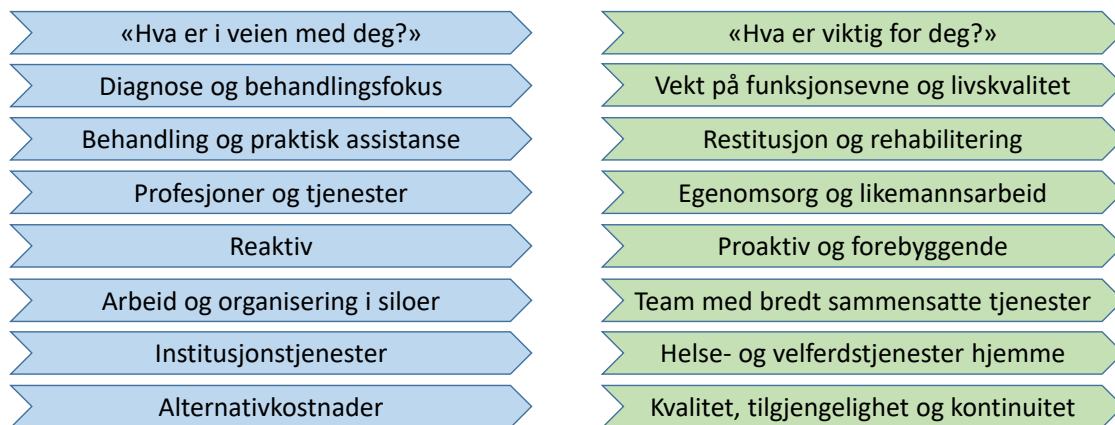 «Hva er i veien med deg?»
«Hva er viktig for deg?»
Diagnose og behandlingsfokus
Vekt på funksjonsevne og livskvalitet
Behandling og praktisk assistanse
Restitusjon og rehabilitering
Profesjoner og tjenester
Egenomsorg og likemannsarbeid
Reaktiv
Proaktiv og forebyggende
Arbeid og organisering i siloer
Team med bredt sammensatte tjenester
Institusjonstjenester
Helse- og velferdstjenester hjemme
Alternativkostnader
Kvalitet, tilgjengelighet og kontinuitet